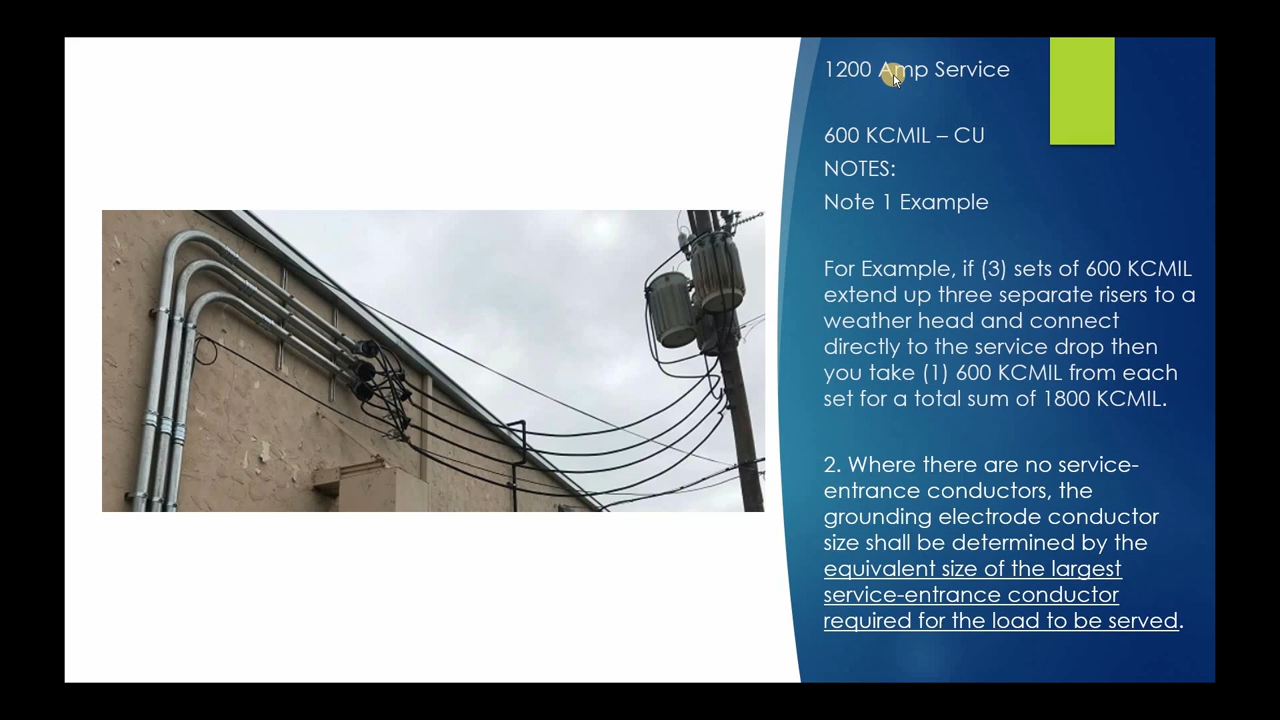 1200 Amp Service
600 KCMIL – CU
NOTES:
Note 1 Example
For Example, if (3) sets of 600 KCMIL
extend up three separate risers to a
weather head and connect
directly to the service drop then
you take (1) 600 KCMIL from each
set for a total sum of 1800 KCMIL.
2. Where there are no service-
entrance conductors, the
grounding electrode conductor
size shall be determined by the
equivalent size of the largest
service-entrance conductor
required for the load to be served.